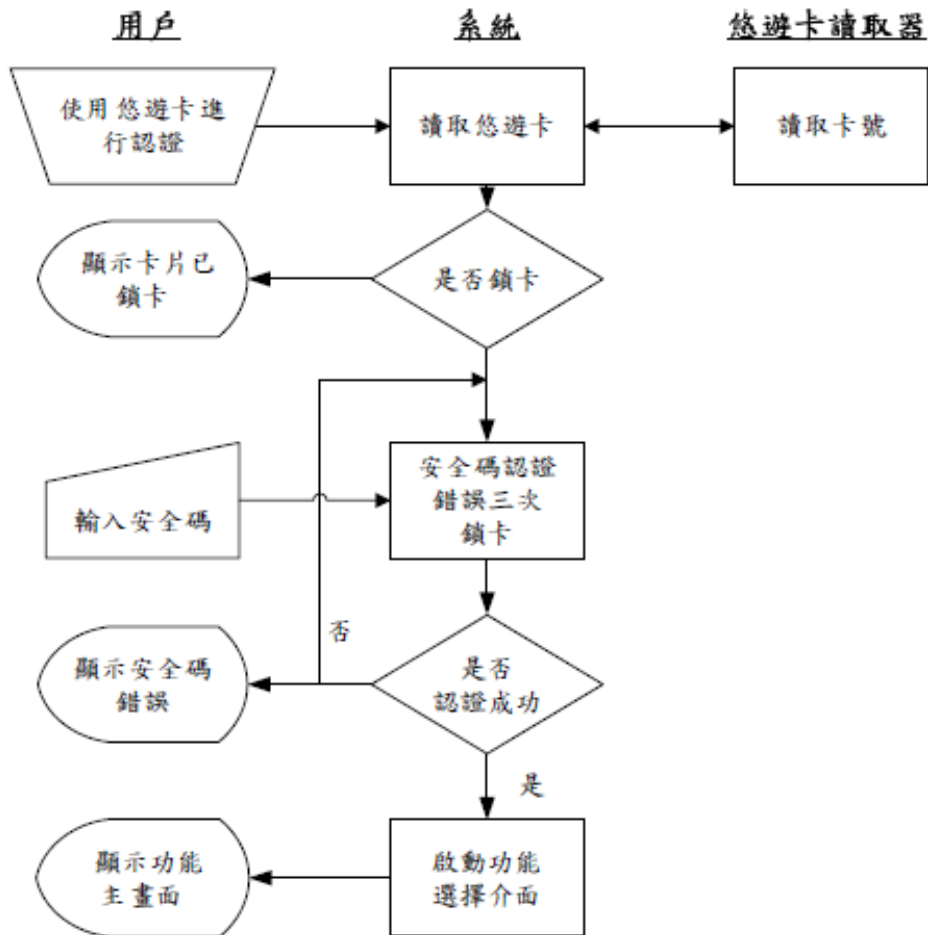 用戶
系統
悠遊卡讀取器
使用悠遊卡進
行認證
讀取悠遊卡
讀取卡號
顯示卡片已
鎖卡
是否鎖卡
輸入安全碼
安全碼認證
錯誤三次
鎖卡
否
顯示安全碼
錯誤
是否
認證成功
是
顯示功能
主畫面
啟動功能
選擇介面